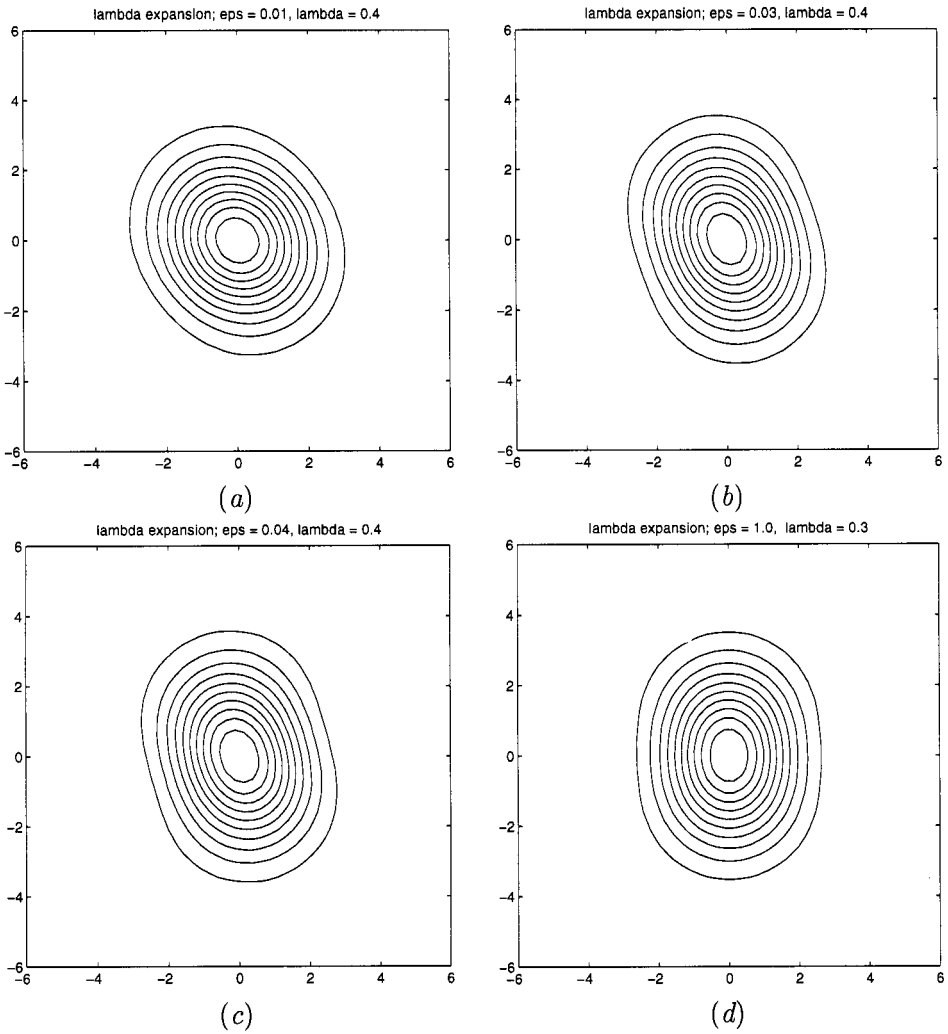 lambda expansion; eps = 0.01, lambda = 0.4
6
4
2
0
−2
−4
−6
−6 −4 −2 0 2 4 6
(a)
lambda expansion; eps = 0.03, lambda = 0.4
6
4
2
0
−2
−4
−6
−6 −4 −2 0 2 4 6
(b)
lambda expansion; eps = 0.04, lambda = 0.4
6
4
2
0
−2
−4
−6
−6 −4 −2 0 2 4 6
(c)
lambda expansion; eps = 1.0, lambda = 0.3
6
4
2
0
−2
−4
−6
−6 −4 −2 0 2 4 6
(d)